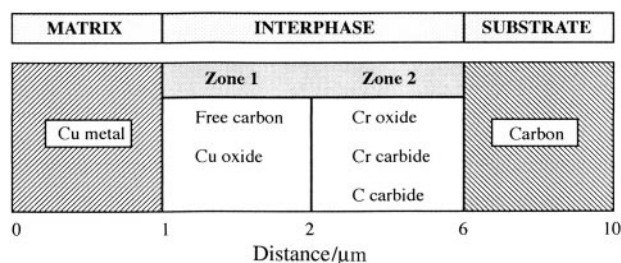 MATRIX INTERPHASE SUBSTRATE
Zone 1 Zone 2
Cu metal
Free carbon
Cu oxide
Cr oxide
Cr carbide
C carbide
Carbon
0 1 2 6 10
Distance/μm